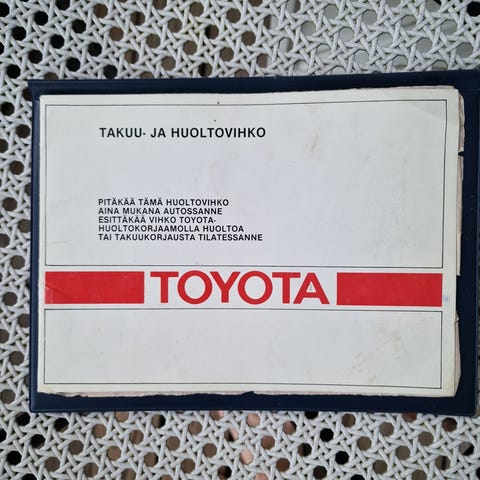 TAKUU- JA HUOLTOVIHKO
PITÄKÄÄ TÄMÄ HUOLTOVIHKO
AINA MUKANA AUTOSSANNE
ESITTÄKÄÄ VIHKO TOYOTA-
HUOLTOKORJAAMOLLA HUOLTOA
TAI TAKUUKORJAUSTA TILATESSANNE
TOYOTA